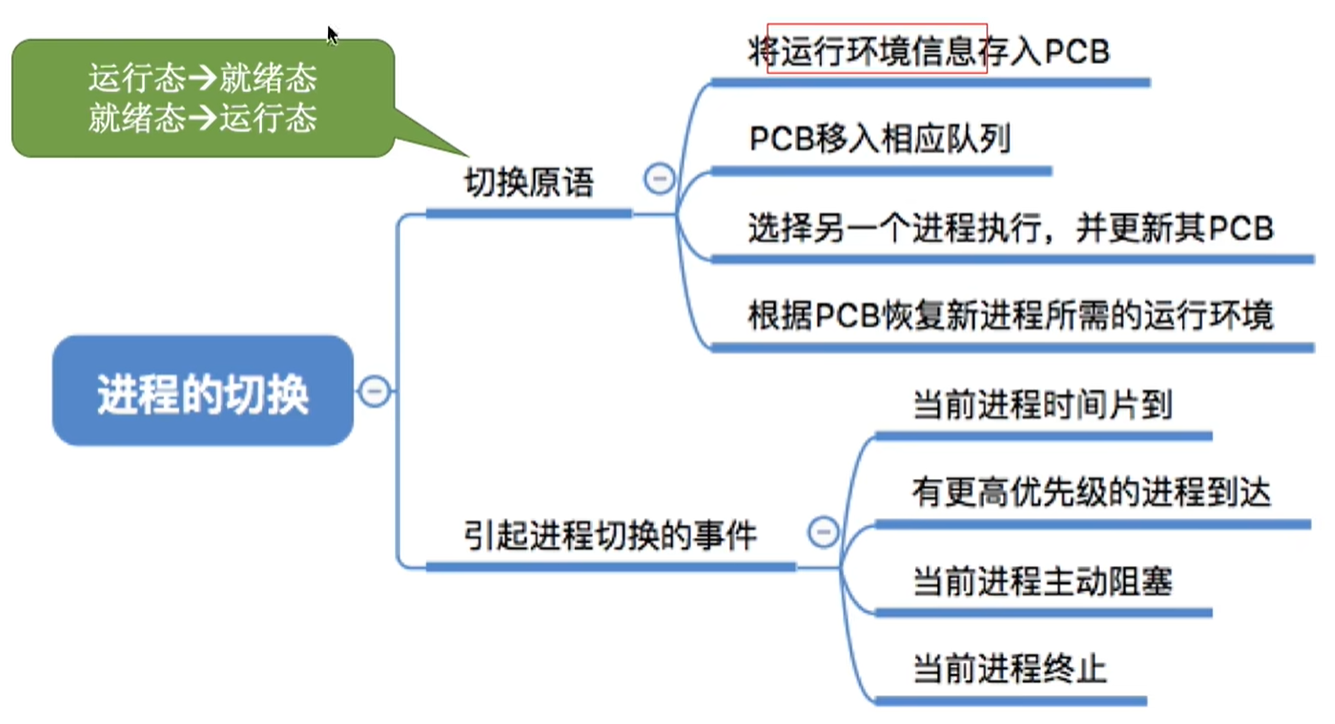 运行态→就绪态
就绪态→运行态
将运行环境信息存入PCB
PCB移入相应队列
切换原语
选择另一个进程执行，并更新其PCB
根据PCB恢复新进程所需的运行环境
进程的切换
当前进程时间片到
有更高优先级的进程到达
引起进程切换的事件
当前进程主动阻塞
当前进程终止